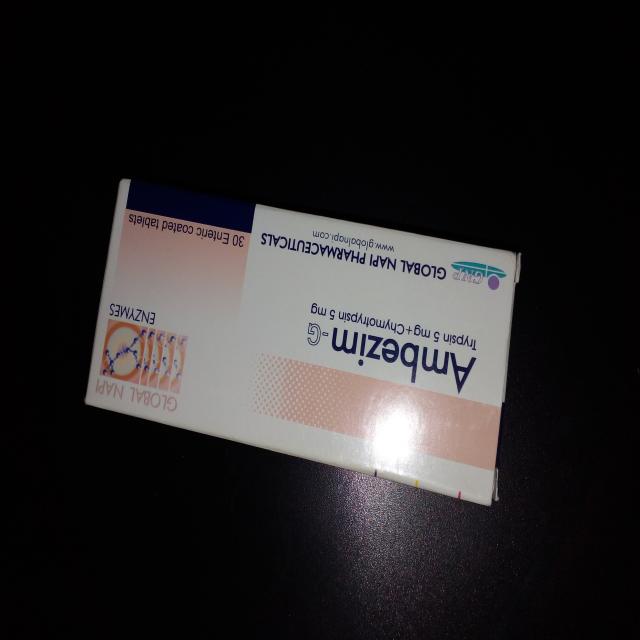 GLOBAL NAPI
ENZYMES
30 Enteric coated tablets
Ambezim-G
Trypsin 5 mg+Chymotrypsin 5 mg
GNP
GLOBAL NAPI PHARMACEUTICALS
www.globalnapi.com